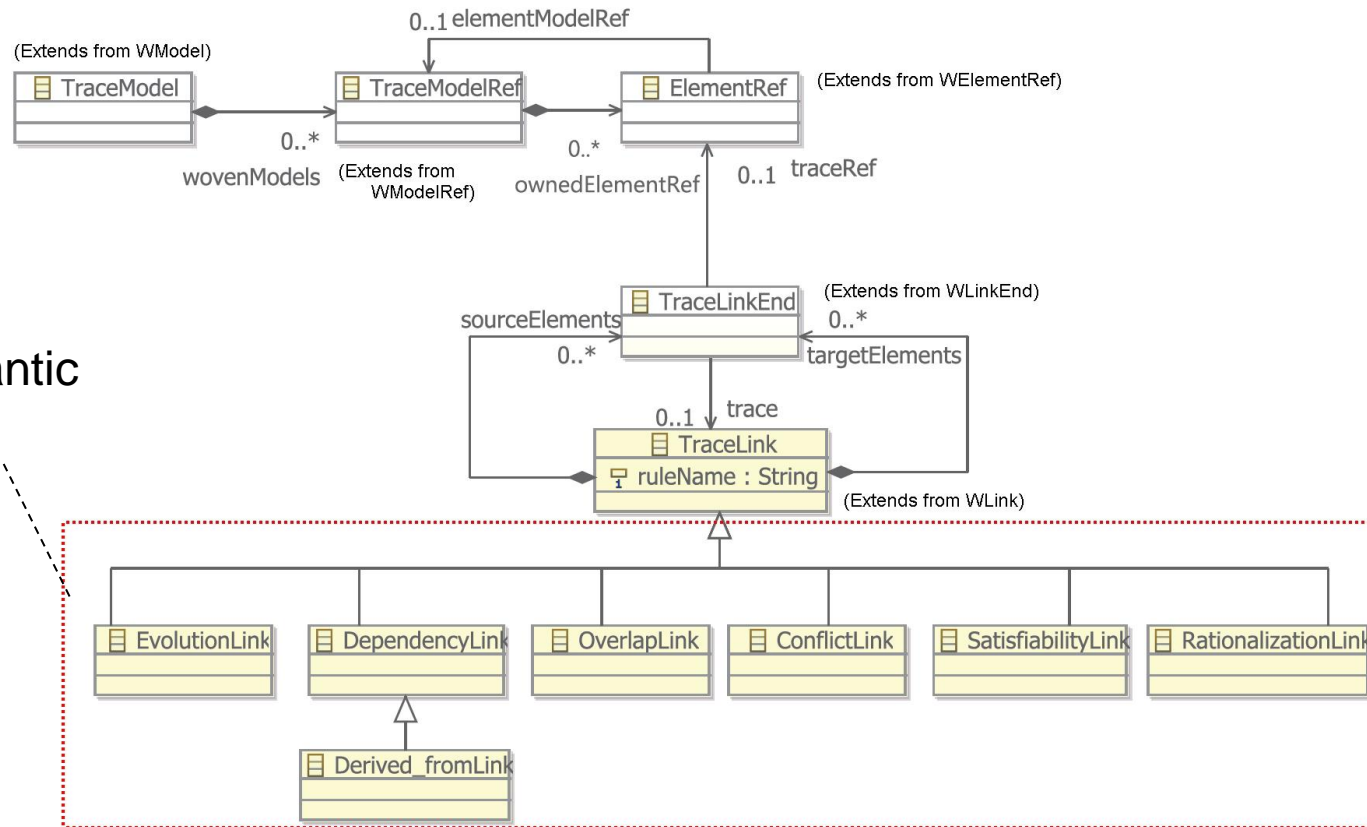 0..1 elementModelRef
(Extends from WModel)
TraceModel
TraceModelRef
ElementRef
(Extends from WElementRef)
0..*
wovenModels
(Extends from
WModelRef)
0..*
ownedElementRef
0..1 traceRef
TraceLinkEnd
(Extends from WLinkEnd)
sourceElements
0..*
0..*
targetElements
antic
0..1 trace
TraceLink
1 ruleName : String
(Extends from WLink)
EvolutionLink
DependencyLink
OverlapLink
ConflictLink
SatisfiabilityLink
RationalizationLink
Derived_fromLink